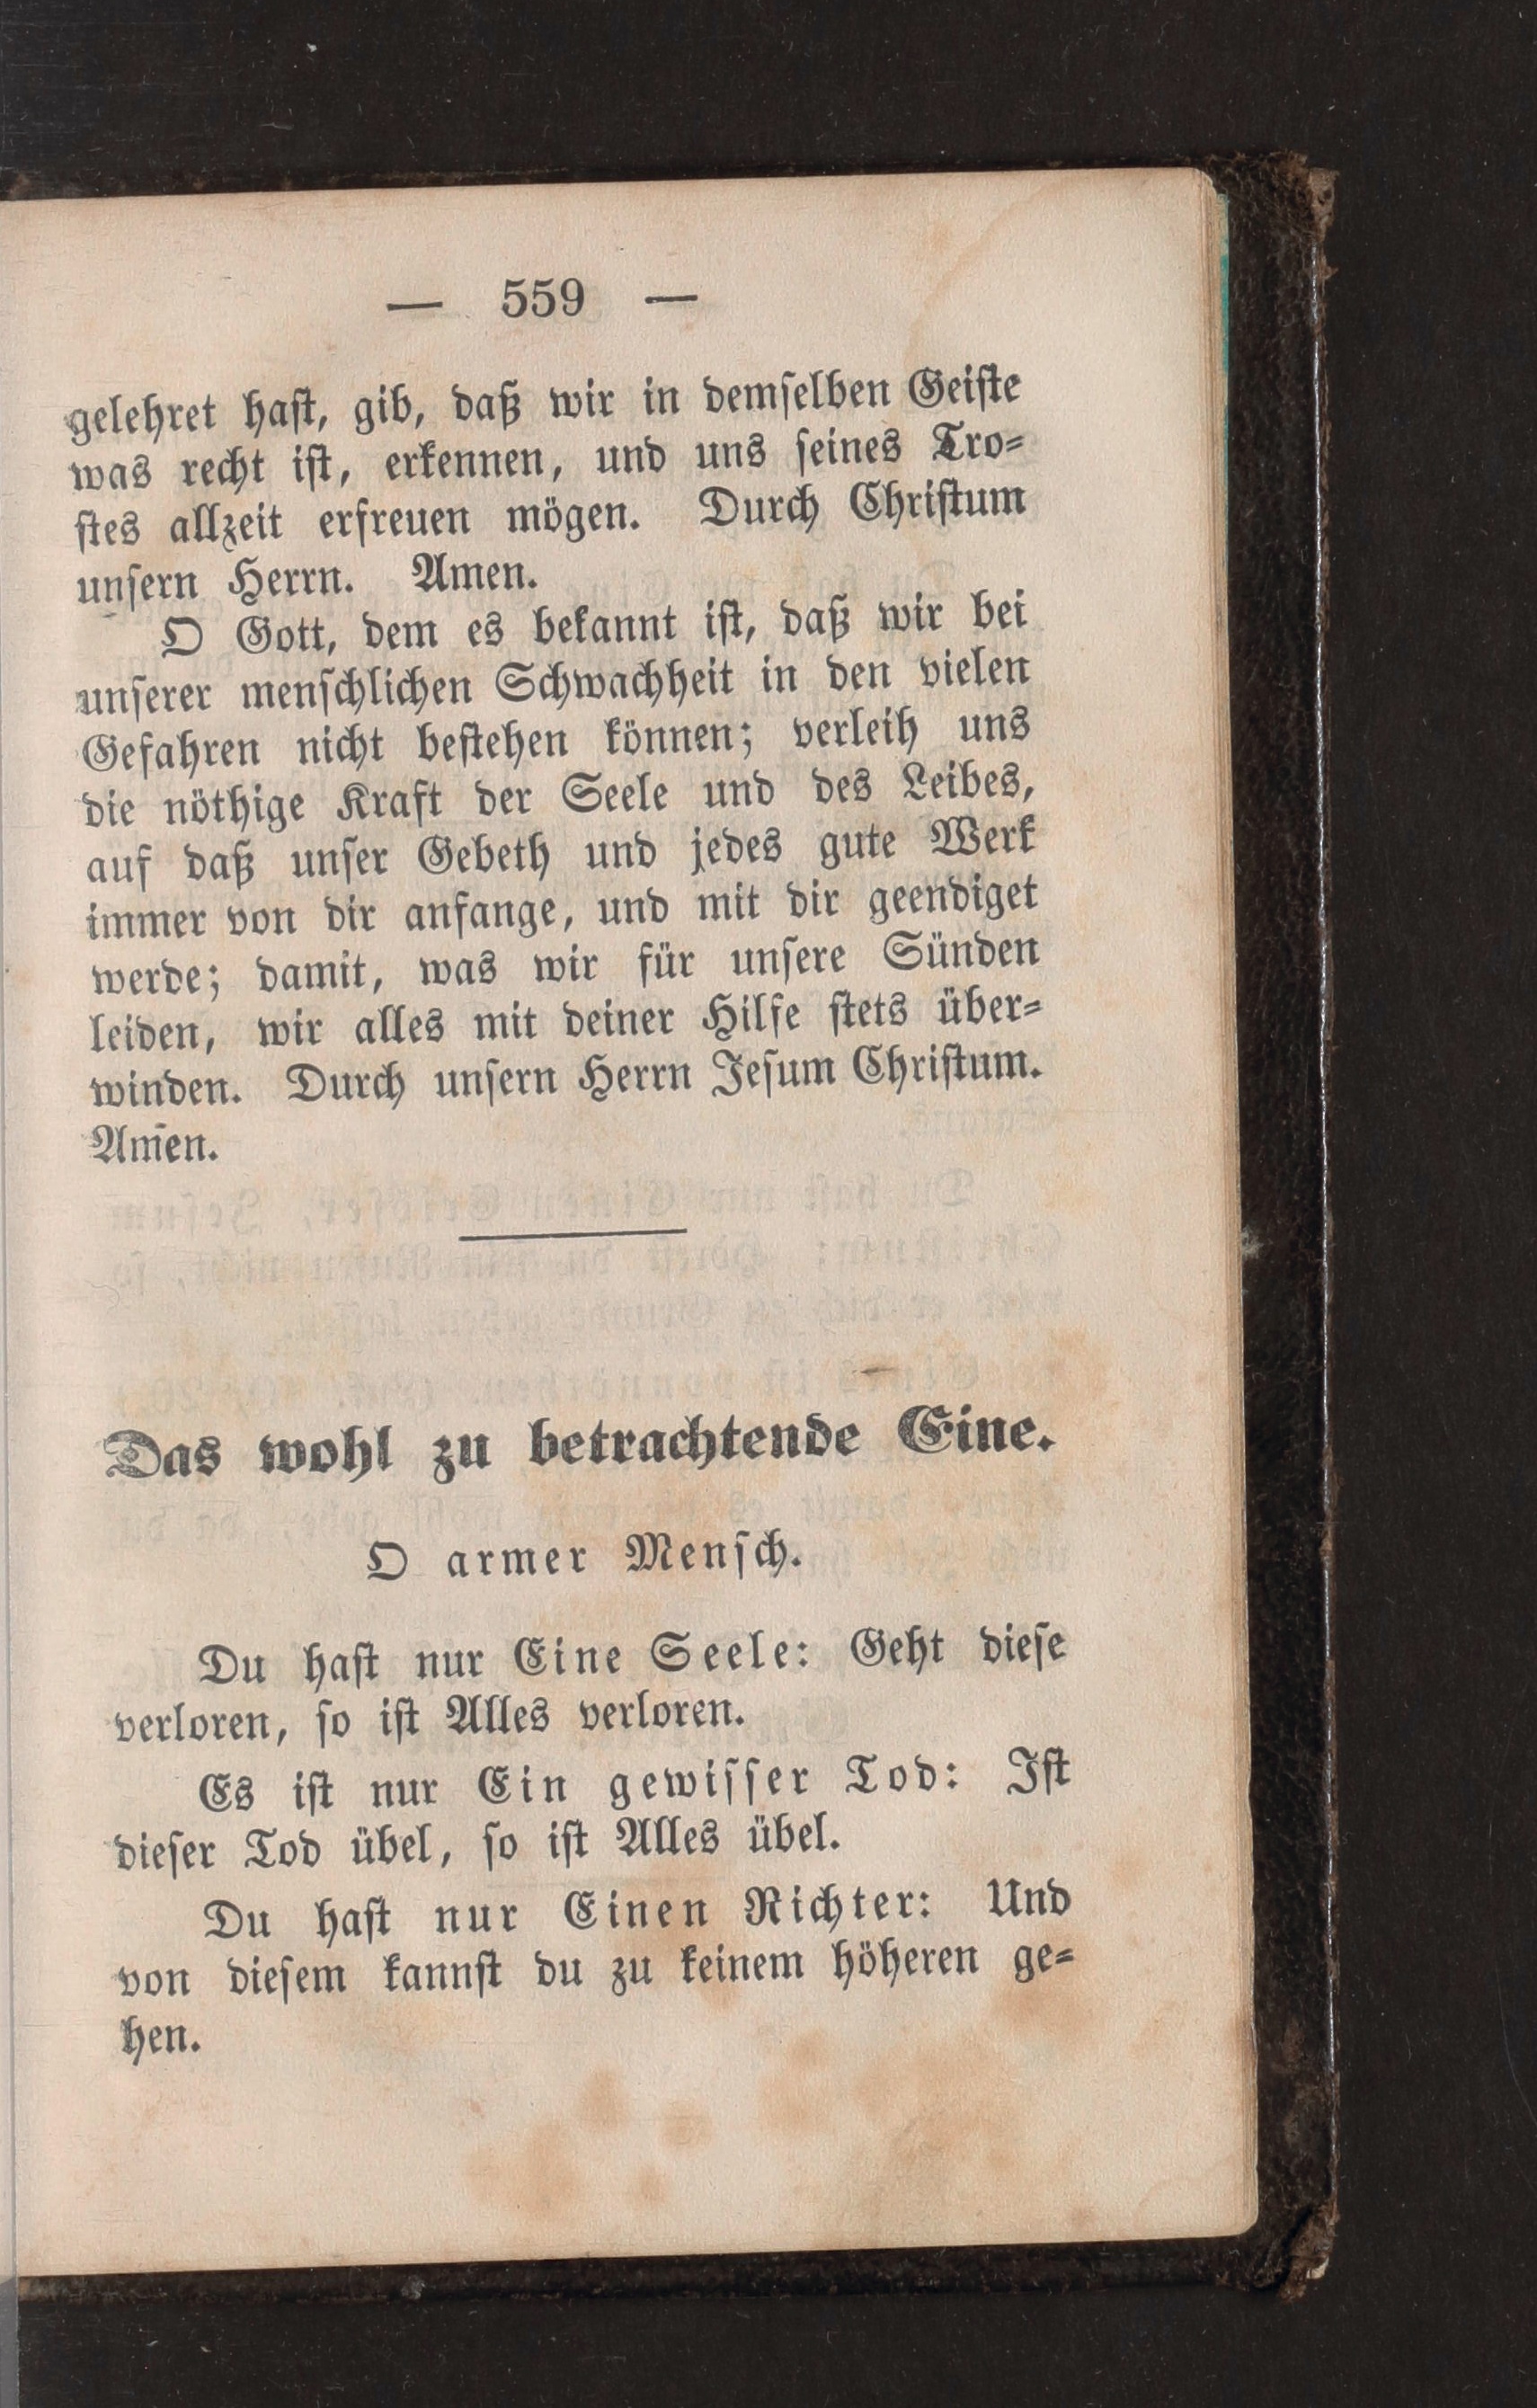 — 559 —
gelehret hast, gib, daß wir in demselben Geiste
was recht ist, erkennen, und uns seines Tro-
stes allzeit erfreuen mögen. Durch Christum
unsern Herrn. Amen.
O Gott, dem es bekannt ist, daß wir bei
unserer menschlichen Schwachheit in den vielen
Gefahren nicht bestehen können; verleih uns
die nöthige Kraft der Seele und des Leibes,
auf daß unser Gebeth und jedes gute Werk
immer von dir anfange, und mit dir geendiget
werde; damit, was wir für unsere Sünden
leiden, wir alles mit deiner Hilfe stets über-
winden. Durch unsern Herrn Jesum Christum.
Amen.
Das wohl zu betrachtende Eine.
O armer Mensch.
Du hast nur Eine Seele: Geht diese
verloren, so ist Alles verloren.
Es ist nur Ein gewisser Tod: Ist
dieser Tod übel, so ist Alles übel.
Du hast nur Einen Richter: Und
von diesem kannst du zu keinem höheren ge-
hen.